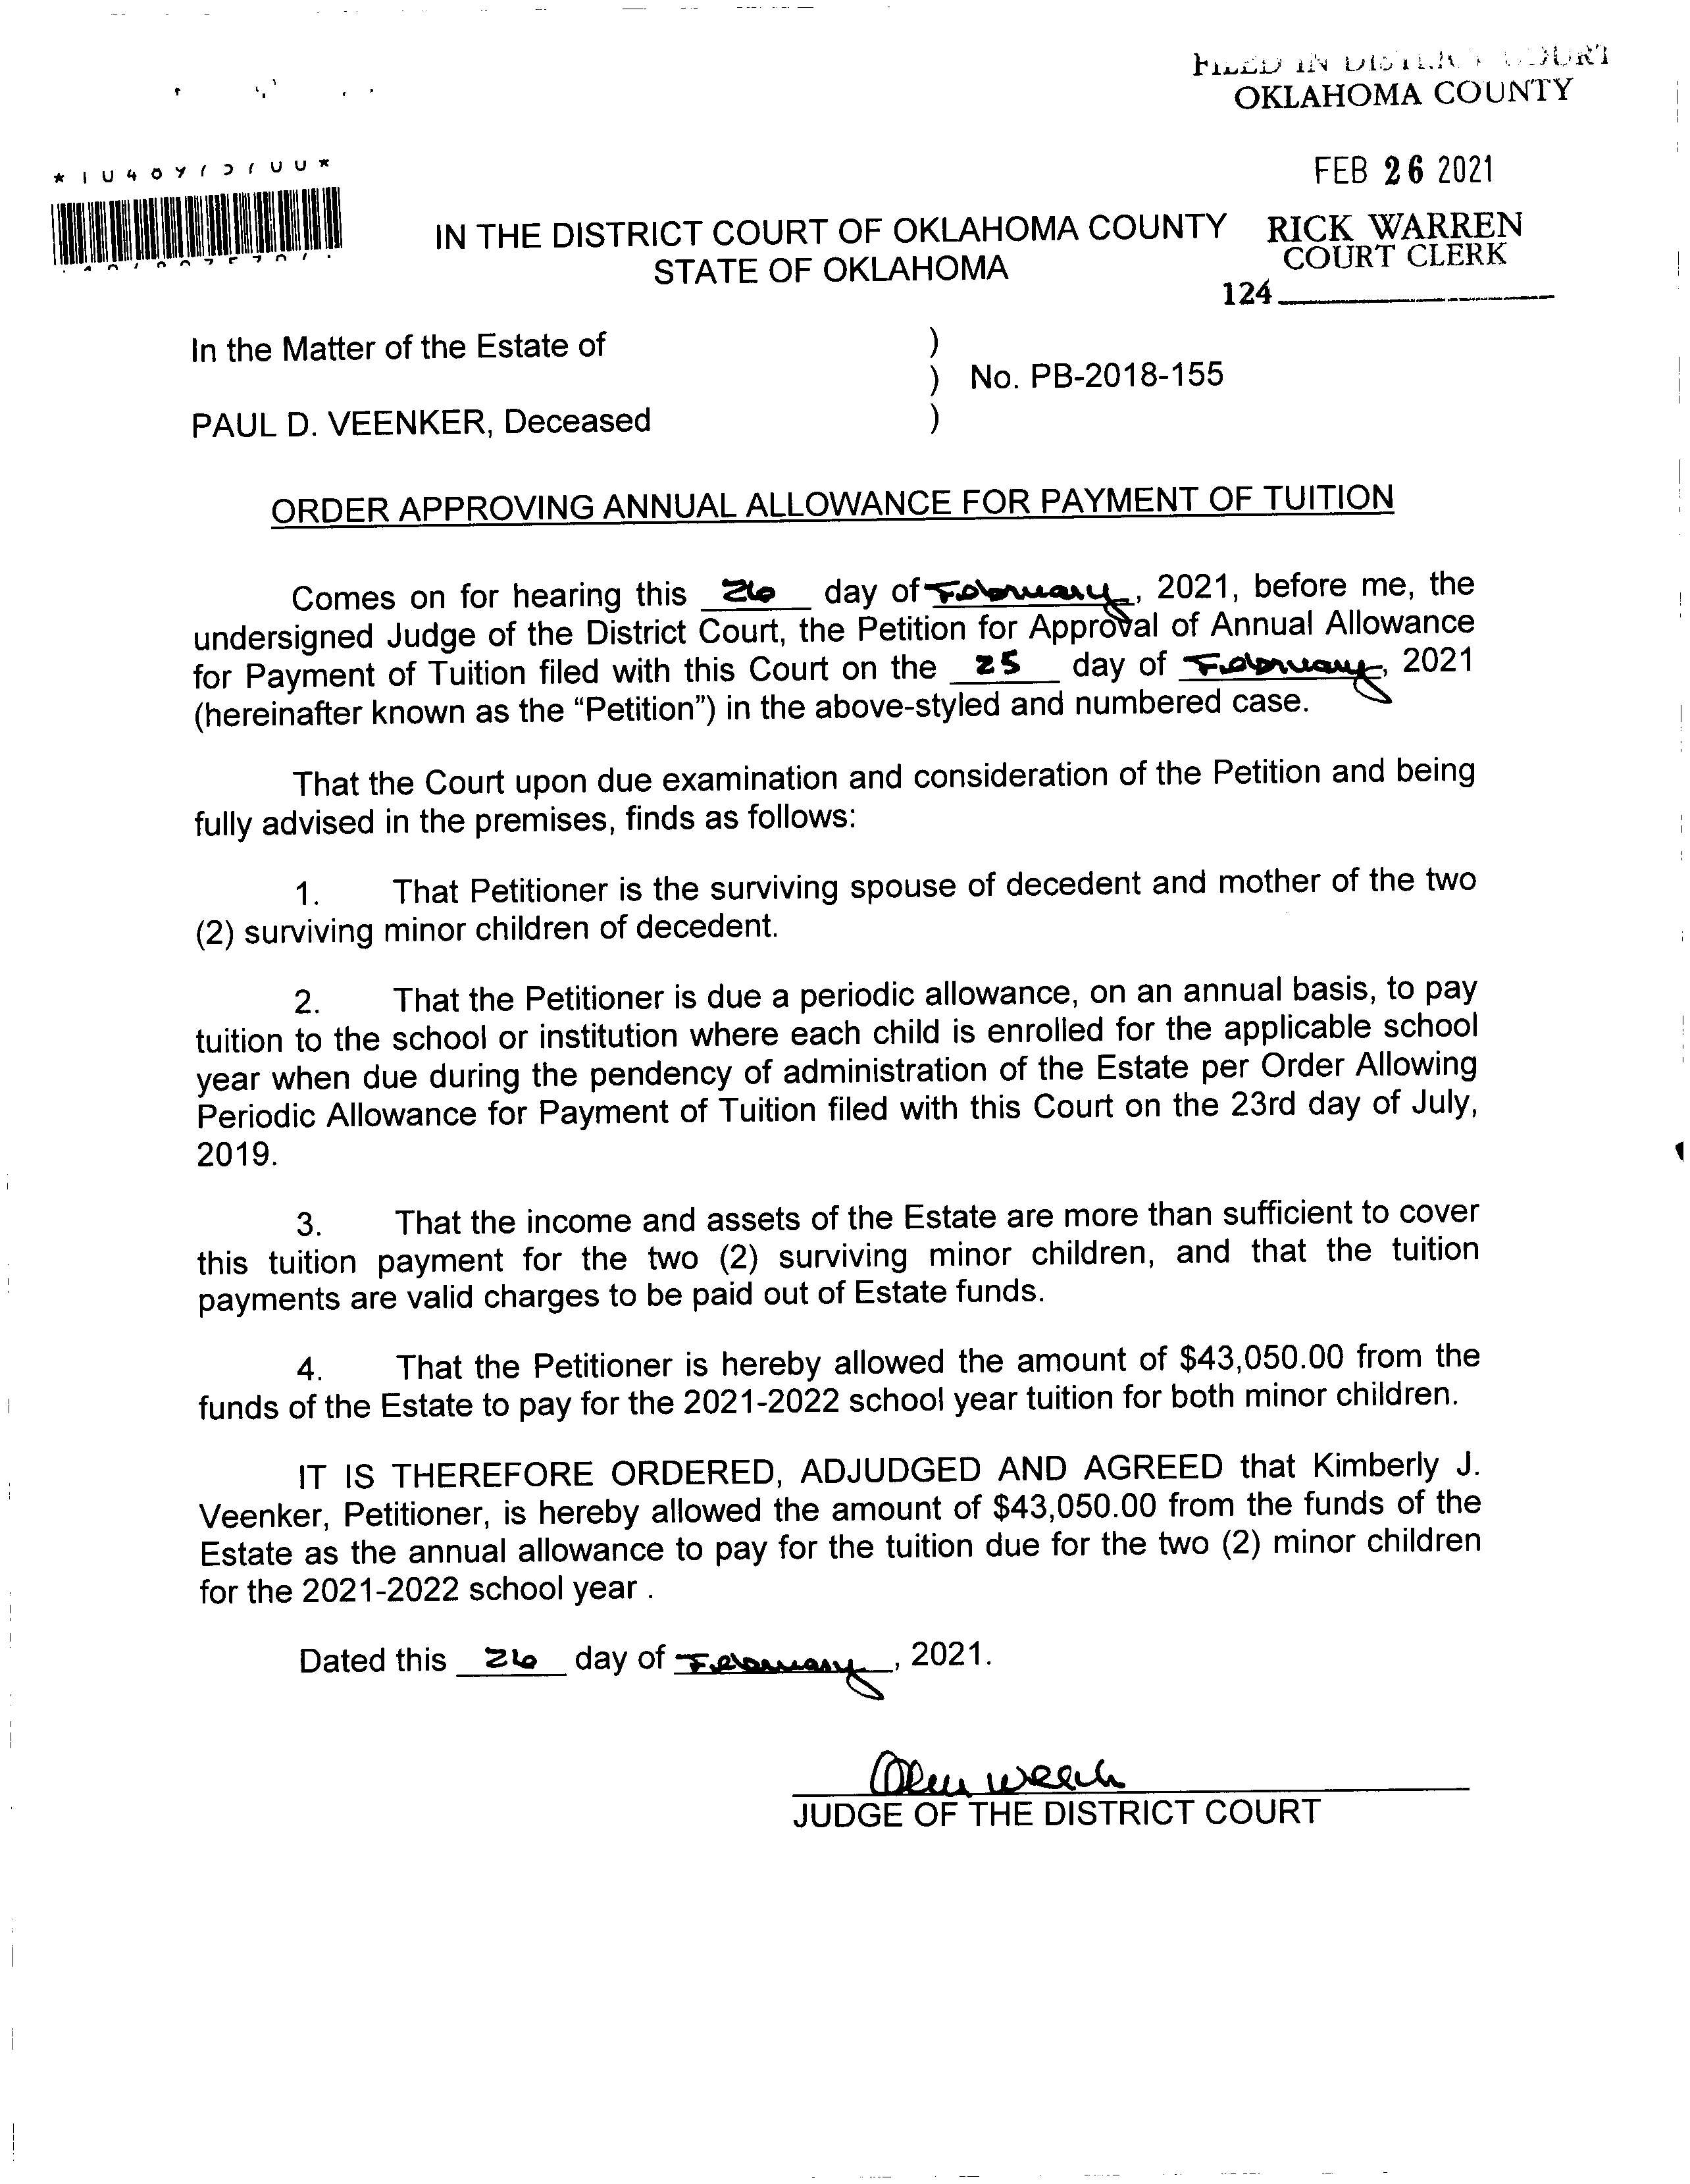 FILED IN DISTRICT COURT
OKLAHOMA COUNTY
FEB 26 2021
RICK WARREN
COURT CLERK
124
IN THE DISTRICT COURT OF OKLAHOMA COUNTY
STATE OF OKLAHOMA
In the Matter of the Estate of )
) No. PB-2018-155
PAUL D. VEENKER, Deceased )
ORDER APPROVING ANNUAL ALLOWANCE FOR PAYMENT OF TUITION
Comes on for hearing this 26 day of February, 2021, before me, the
undersigned Judge of the District Court, the Petition for Approval of Annual Allowance
for Payment of Tuition filed with this Court on the 25 day of February, 2021
(hereinafter known as the “Petition”) in the above-styled and numbered case.
That the Court upon due examination and consideration of the Petition and being
fully advised in the premises, finds as follows:
1. That Petitioner is the surviving spouse of decedent and mother of the two
(2) surviving minor children of decedent.
2. That the Petitioner is due a periodic allowance, on an annual basis, to pay
tuition to the school or institution where each child is enrolled for the applicable school
year when due during the pendency of administration of the Estate per Order Allowing
Periodic Allowance for Payment of Tuition filed with this Court on the 23rd day of July,
2019.
3. That the income and assets of the Estate are more than sufficient to cover
this tuition payment for the two (2) surviving minor children, and that the tuition
payments are valid charges to be paid out of Estate funds.
4. That the Petitioner is hereby allowed the amount of $43,050.00 from the
funds of the Estate to pay for the 2021-2022 school year tuition for both minor children.
IT IS THEREFORE ORDERED, ADJUDGED AND AGREED that Kimberly J.
Veenker, Petitioner, is hereby allowed the amount of $43,050.00 from the funds of the
Estate as the annual allowance to pay for the tuition due for the two (2) minor children
for the 2021-2022 school year .
Dated this 26 day of February, 2021.
JUDGE OF THE DISTRICT COURT